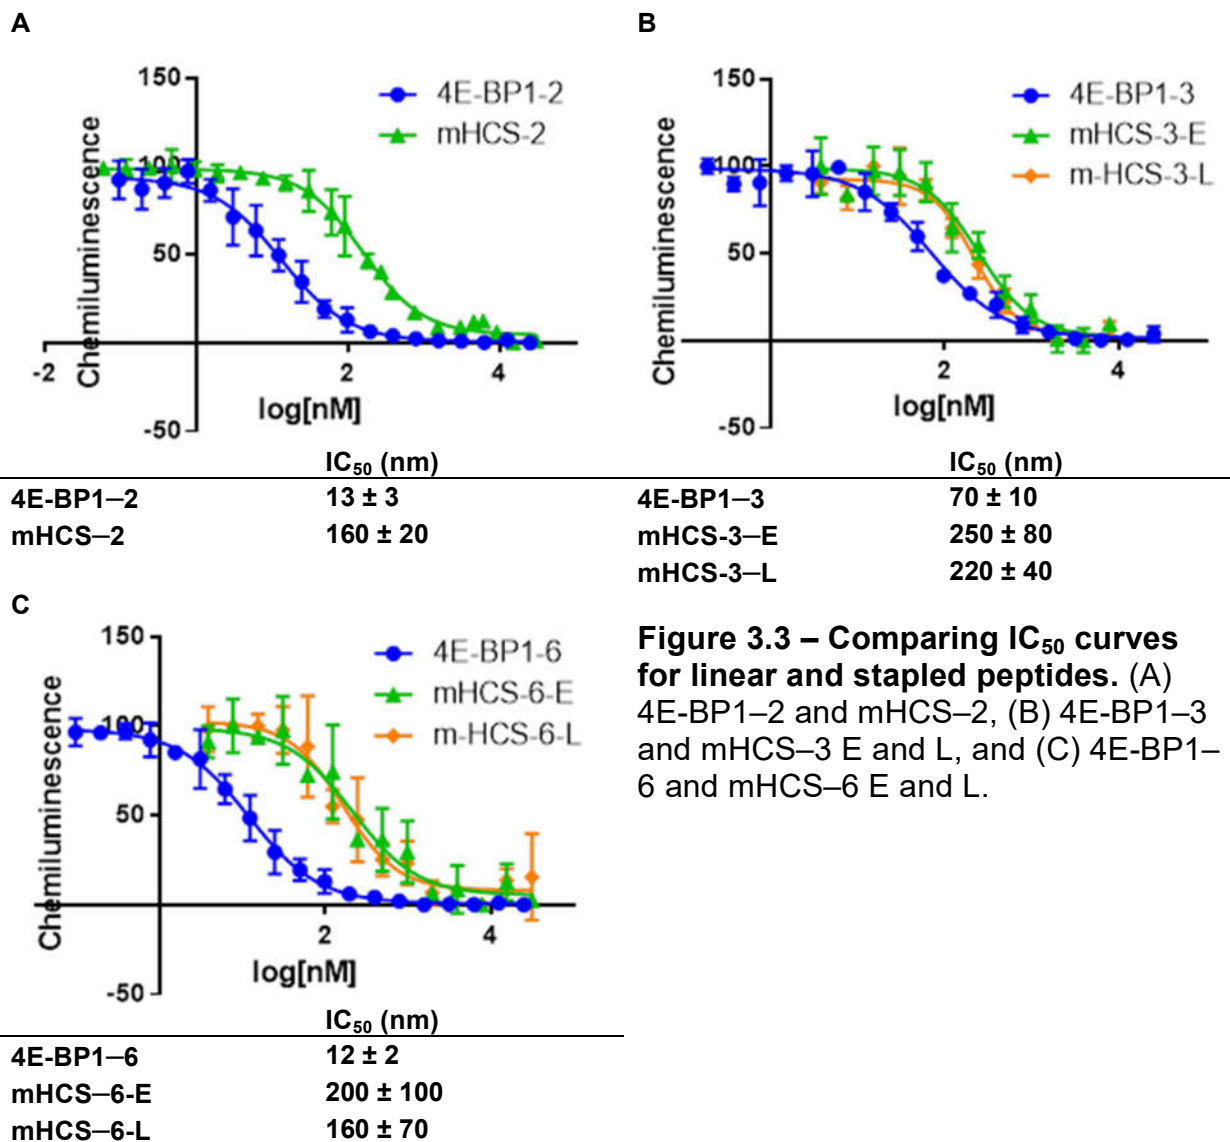 A
150
100
50
-50
-2
2
4
Chemiluminescence
log[nM]
4E-BP1-2
mHCS-2
IC₅₀ (nm)
4E-BP1–2 13 ± 3
mHCS–2 160 ± 20
B
150
100
50
-50
2
4
Chemiluminescence
log[nM]
4E-BP1-3
mHCS-3-E
m-HCS-3-L
IC₅₀ (nm)
4E-BP1–3 70 ± 10
mHCS-3–E 250 ± 80
mHCS-3–L 220 ± 40
C
150
100
50
-50
2
4
Chemiluminescence
log[nM]
4E-BP1-6
mHCS-6-E
m-HCS-6-L
IC₅₀ (nm)
4E-BP1–6 12 ± 2
mHCS–6-E 200 ± 100
mHCS–6-L 160 ± 70
Figure 3.3 – Comparing IC₅₀ curves
for linear and stapled peptides. (A)
4E-BP1–2 and mHCS–2, (B) 4E-BP1–3
and mHCS–3 E and L, and (C) 4E-BP1–
6 and mHCS–6 E and L.